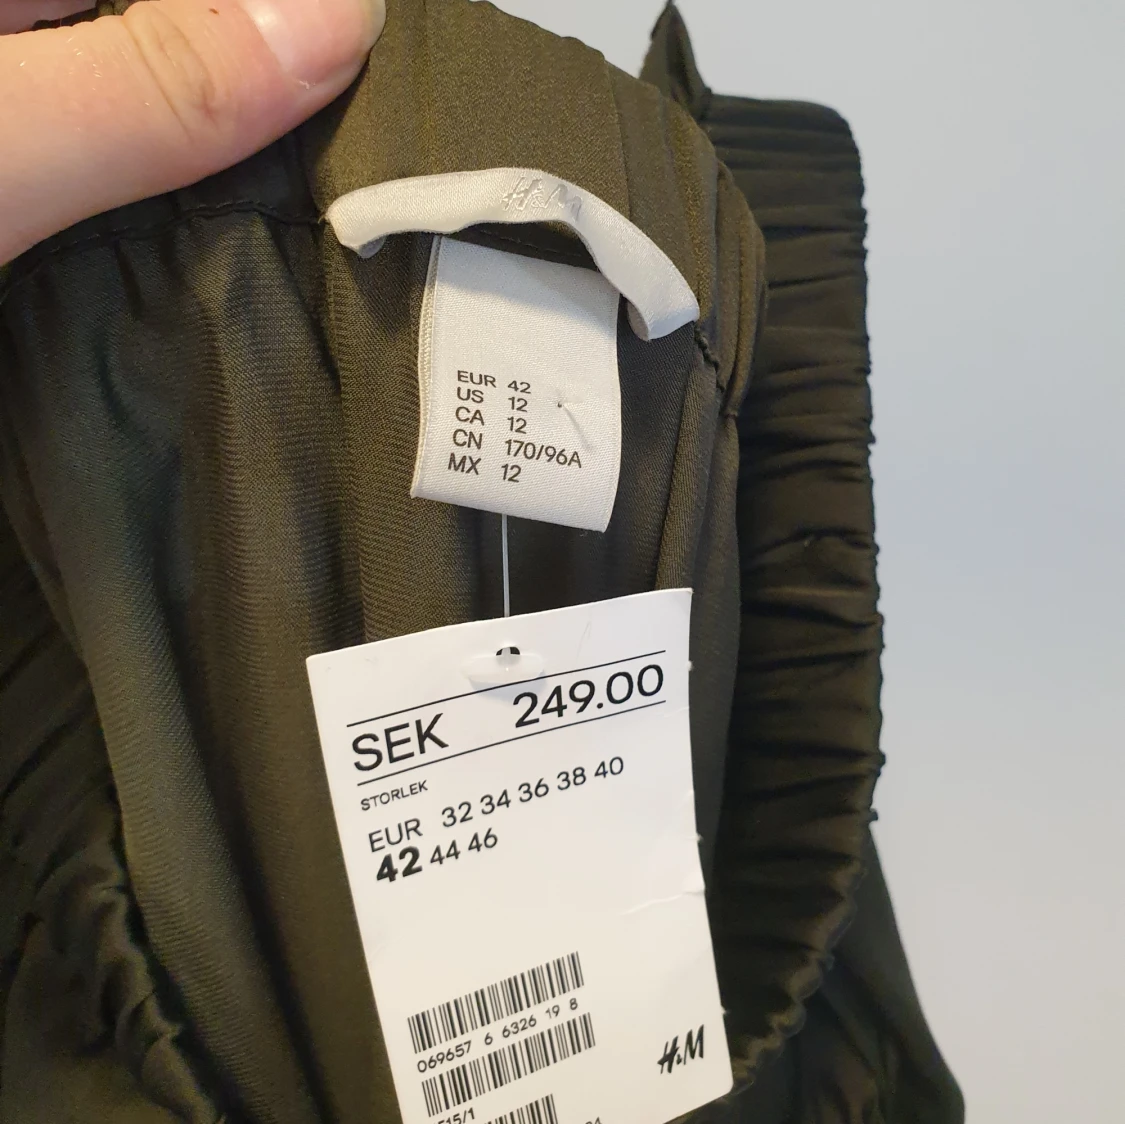 H&M
EUR 42
US 12
CA 12
CN 170/96A
MX 12
SEK 249.00
STORLEK
EUR 32 34 36 38 40
42 44 46
069657 6 6326 19 8
H&M